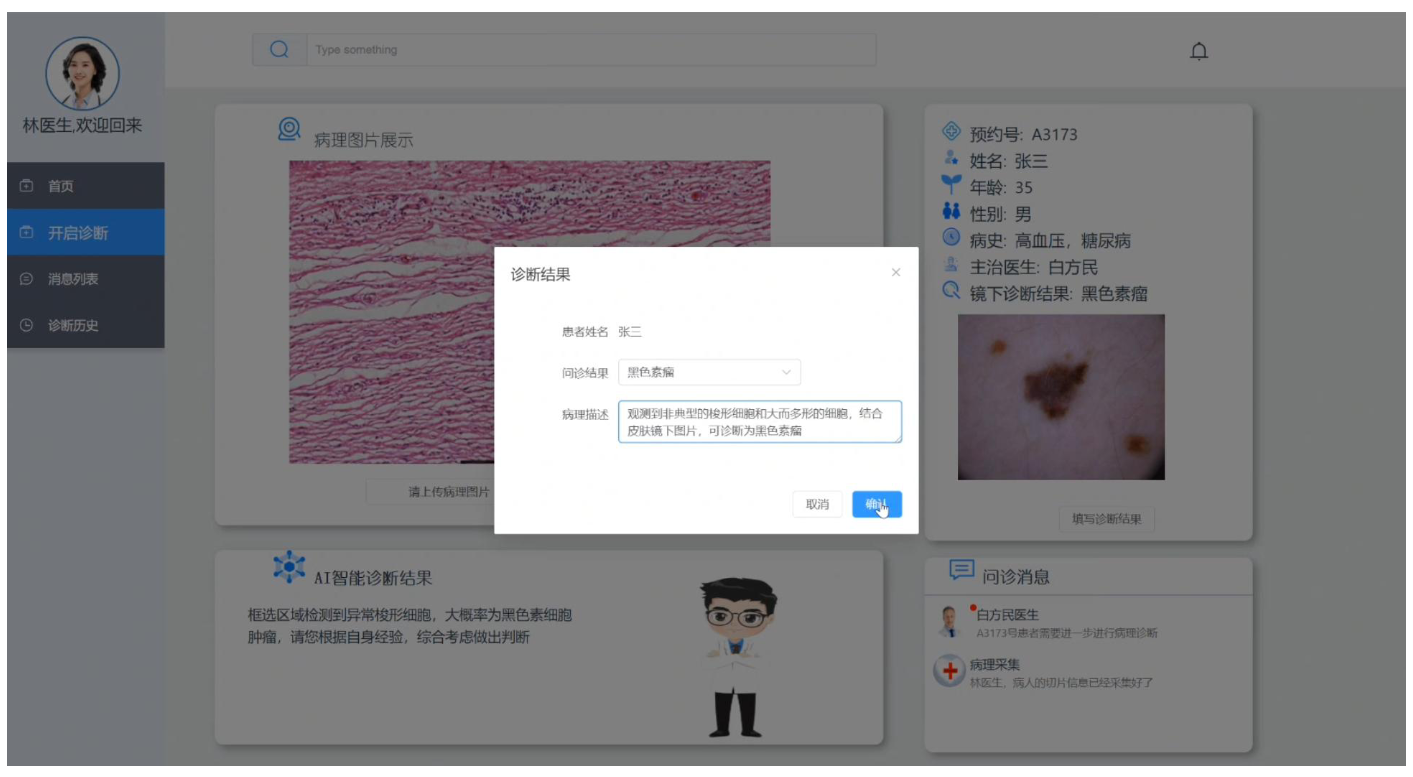 Type something
林医生,欢迎回来
首页
开启诊断
消息列表
诊断历史
病理图片展示
请上传病理图片
诊断结果
患者姓名 张三
问诊结果 黑色素瘤
病理描述 观测到非典型的梭形细胞和大而多形的细胞，结合
皮肤镜下图片，可诊断为黑色素瘤
取消 确认
预约号: A3173
姓名: 张三
年龄: 35
性别: 男
病史: 高血压，糖尿病
主治医生: 白方民
镜下诊断结果: 黑色素瘤
填写诊断结果
AI智能诊断结果
框选区域检测到异常梭形细胞，大概率为黑色素细胞
肿瘤，请您根据自身经验，综合考虑做出判断
问诊消息
白方民医生
A3173号患者需要进一步进行病理诊断
病理采集
林医生，病人的切片信息已经采集好了